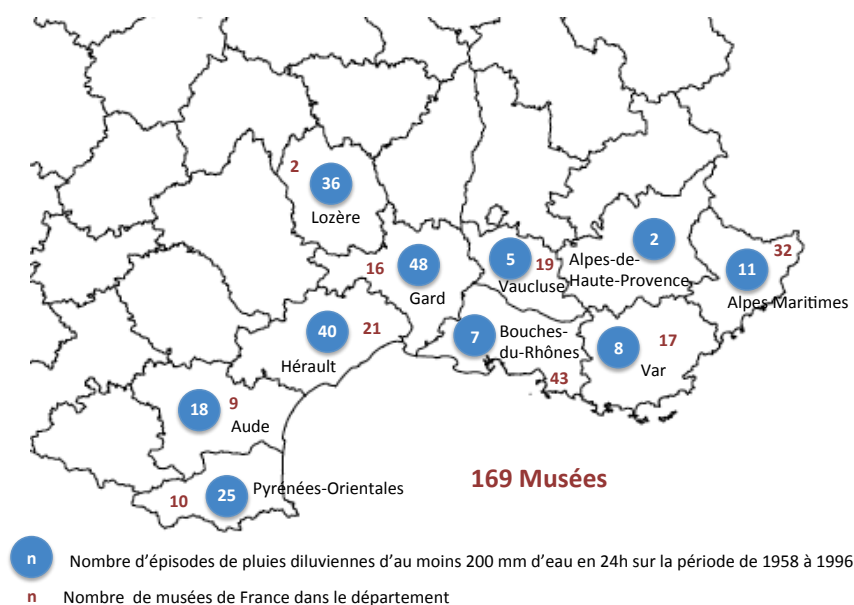 2
36
Lozère
16
48
Gard
5
19
Vaucluse
2
Alpes-de-
Haute-Provence
32
11
Alpes Maritimes
40
21
Hérault
7
Bouches-
du-Rhônes
43
8
17
Var
18
9
Aude
10
25
Pyrénées-Orientales
169 Musées
n Nombre d'épisodes de pluies diluviennes d'au moins 200 mm d'eau en 24h sur la période de 1958 à 1996
n Nombre de musées de France dans le département